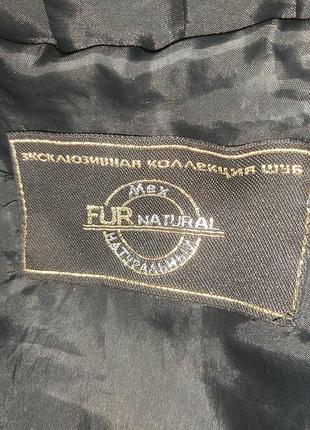 ЭКСКЛЮЗИВНАЯ КОЛЛЕКЦИЯ ШУБ
Мех
FUR NATURAL
НАТУРАЛЬНЫЙ